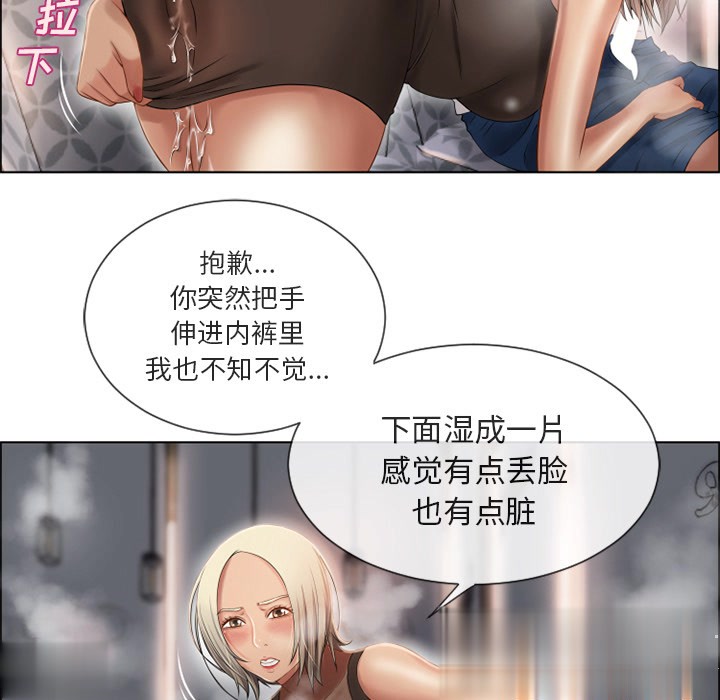 拉
下
抱歉...
你突然把手
伸进内裤里
我也不知不觉...
下面湿成一片
感觉有点丢脸
也有点脏